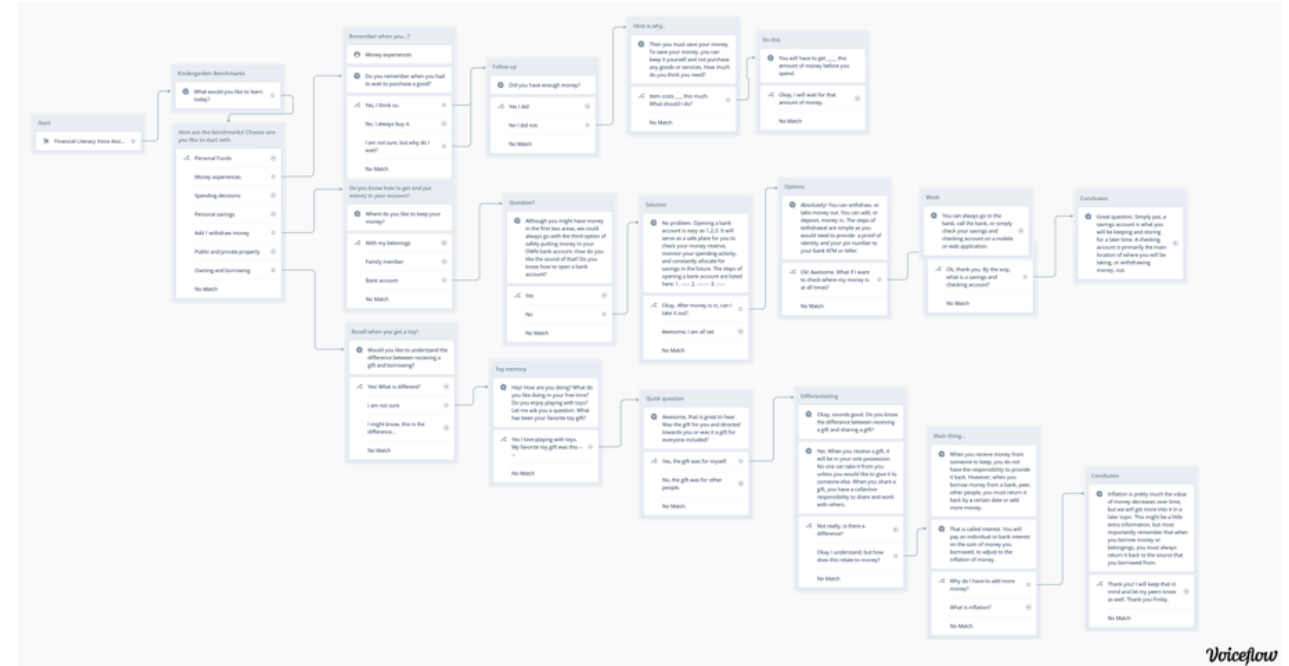 Start
Financial Literacy Voice Assi...
Kindergarden Benchmarks
What would you like to learn
today?
Here are the benchmarks! Choose one
you like to start with.
Personal Funds
Money experiences
Spending decisions
Personal savings
Add / withdraw money
Public and private property
Owning and borrowing
No Match
Remember when you...?
Money experiences
Do you remember when you had
to wait to purchase a good?
Yes, I think so.
No, I always buy it.
I am not sure, but why do I
wait?
No Match
Follow up
Did you have enough money?
Yes I did
No I did not.
No Match
Here is why..
Then you must save your money.
To save your money, you can
keep it yourself and not purchase
any goods or services. How much
do you think you need?
Item costs ___ this much.
What should I do?
No Match
Do this
You will have to get ___ this
amount of money before you
spend.
Okay, I will wait for that
amount of money.
No Match
Do you know how to get and put
money in your account?
Where do you like to keep your
money?
With my belonings
Family member
Bank account
No Match
Question?
Although you might have money
in the first two areas, we could
always go with the third option of
safely putting money in your
OWN bank account. How do you
like the sound of that? Do you
know how to open a bank
account?
Yes
No
No Match
Solution
No problem. Opening a bank
account is easy as 1,2,3. It will
serve as a safe place for you to
check your money reserve,
monitor your spending activity,
and constantly allocate for
savings in the future. The steps of
opening a bank account are listed
here: 1. ---- 2. ---- 3. ----
Okay. After money is in, can I
take it out?
Awesome, I am all set.
No Match
Options
Absolutely! You can withdraw, or
take money out. You can add, or
deposit, money in. The steps of
withdrawal are simple as you
would need to provide a proof of
identity and your pin number to
your bank ATM or teller.
Ok! Awesome. What if I want
to check where my money is
at all times?
No Match
Block
You can always go to the
bank, call the bank, or simply
check your savings and
checking account on a mobile
or web application.
Ok, thank you. By the way,
what is a savings and
checking account?
No Match
Conclusion
Great question. Simply put, a
savings account is what you
will be keeping and storing
for a later time. A checking
account is primarily the main
location of where you will be
taking, or withdrawing
money, out.
Recall when you got a toy?
Would you like to understand the
difference between recieving a
gift and borrowing?
Yes! What is different?
I am not sure
I might know, this is the
difference...
No Match
Toy memory
Hey! How are you doing? What do
you like doing in your free time?
Do you enjoy playing with toys?
Let me ask you a question. What
has been your favorite toy gift?
Yes I love playing with toys.
My favorite toy gift was this --
--
No Match
Quick question
Awesome, that is great to hear.
Was the gift for you and directed
towards you or was it a gift for
everyone included?
Yes, the gift was for myself.
No, the gift was for other
people.
No Match
Differentiating
Okay, sounds good. Do you know
the difference between receiving
a gift and sharing a gift?
Yes. When you receive a gift, it
will be in your sole possession.
No one can take it from you
unless you would like to give it to
someone else. When you share a
gift, you have a collective
responsibility to share and work
with others.
Not really, is there a
difference?
Okay I understand, but how
does this relate to money?
No Match
Main thing...
When you receive money from
someone to keep, you do not
have the responsibility to provide
it back. However, when you
borrow money from a bank, peer,
other people, you must return it
back by a certain date or add
more money.
That is called interest. You will
pay an individual or bank interest
on the sum of money you
borrowed, to adjust to the
inflation of money.
Why do I have to add more
money?
What is inflation?
No Match
Conclusion
Inflation is pretty much the value
of money decreases over time,
but we will get more into it in a
later topic. This might be a little
extra information, but most
importantly remember that when
you borrow money or
belongings, you must always
return it back to the source that
you borrowed from.
Thank you! I will keep that in
mind and let my peers know
as well. Thank you Finley.
No Match
Voiceflow